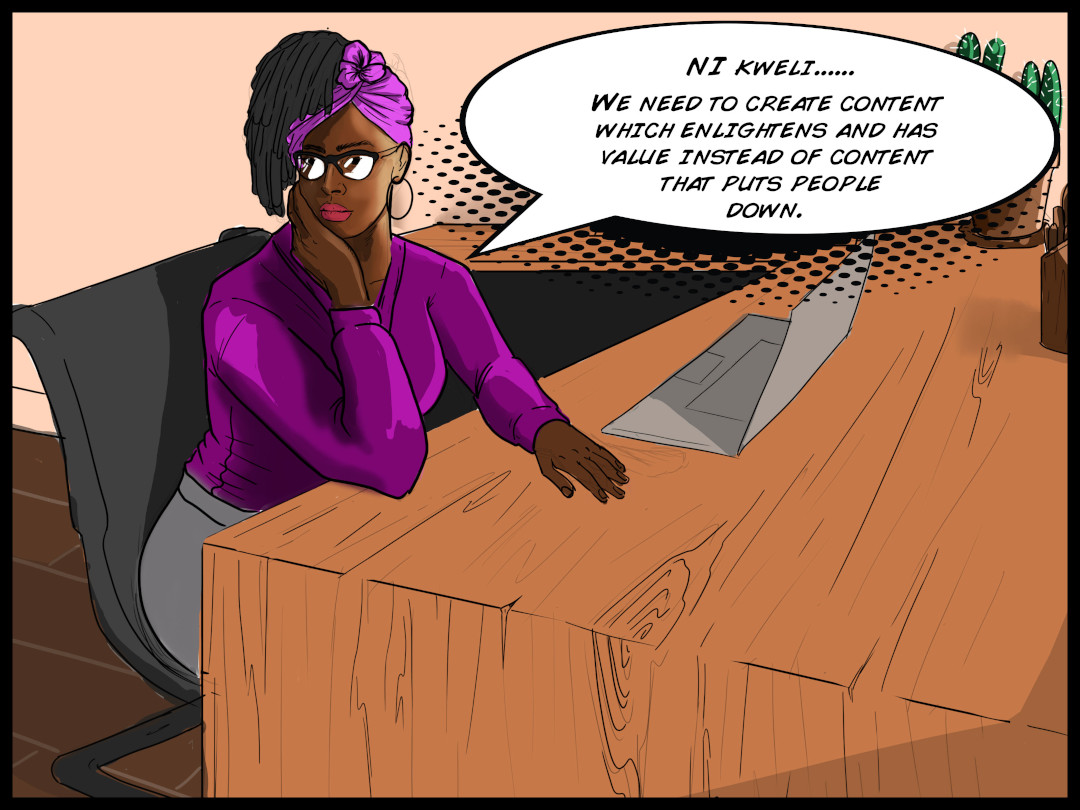 NI KWELI......
WE NEED TO CREATE CONTENT
WHICH ENLIGHTENS AND HAS
VALUE INSTEAD OF CONTENT
THAT PUTS PEOPLE
DOWN.